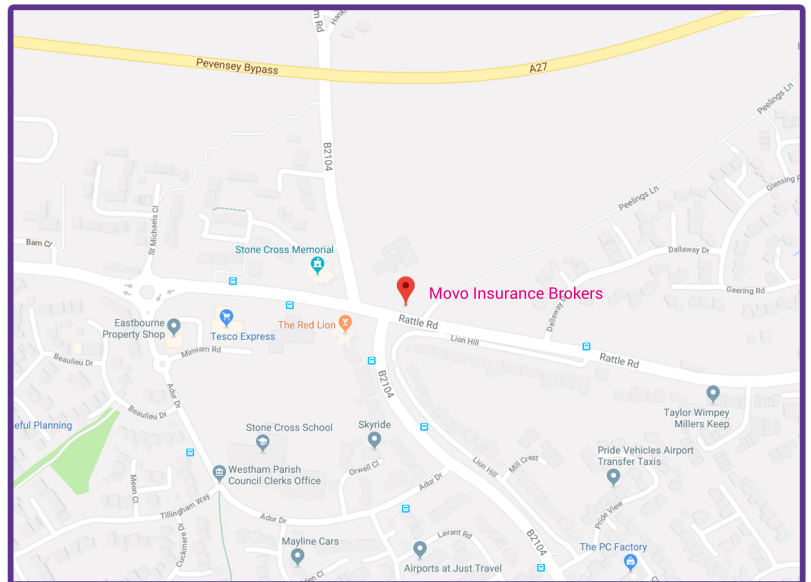 Pevensey Bypass
A27
Peelings Ln
B2104
Peelings Ln
St Michaels Cl
Dallaway Dr
Stone Cross Memorial
Geering Rd
Movo Insurance Brokers
Eastbourne
Property Shop
Tesco Express
The Red Lion
Rattle Rd
Lion Hill
Rattle Rd
Mimram Rd
Beaulieu Dr
B2104
Adur Dr
Beaulieu Dr
Taylor Wimpey
Millers Keep
eful Planning
Stone Cross School
Skyride
Pride Vehicles Airport
Transfer Taxis
Westham Parish
Council Clerks Office
Orwell Cl
Lion Hill
Mill Crest
Meon Cl
Adur Dr
Tillingham Way
Adur Dr
Pride View
Mayline Cars
Lavant Rd
B2104
The PC Factory
Airports at Just Travel